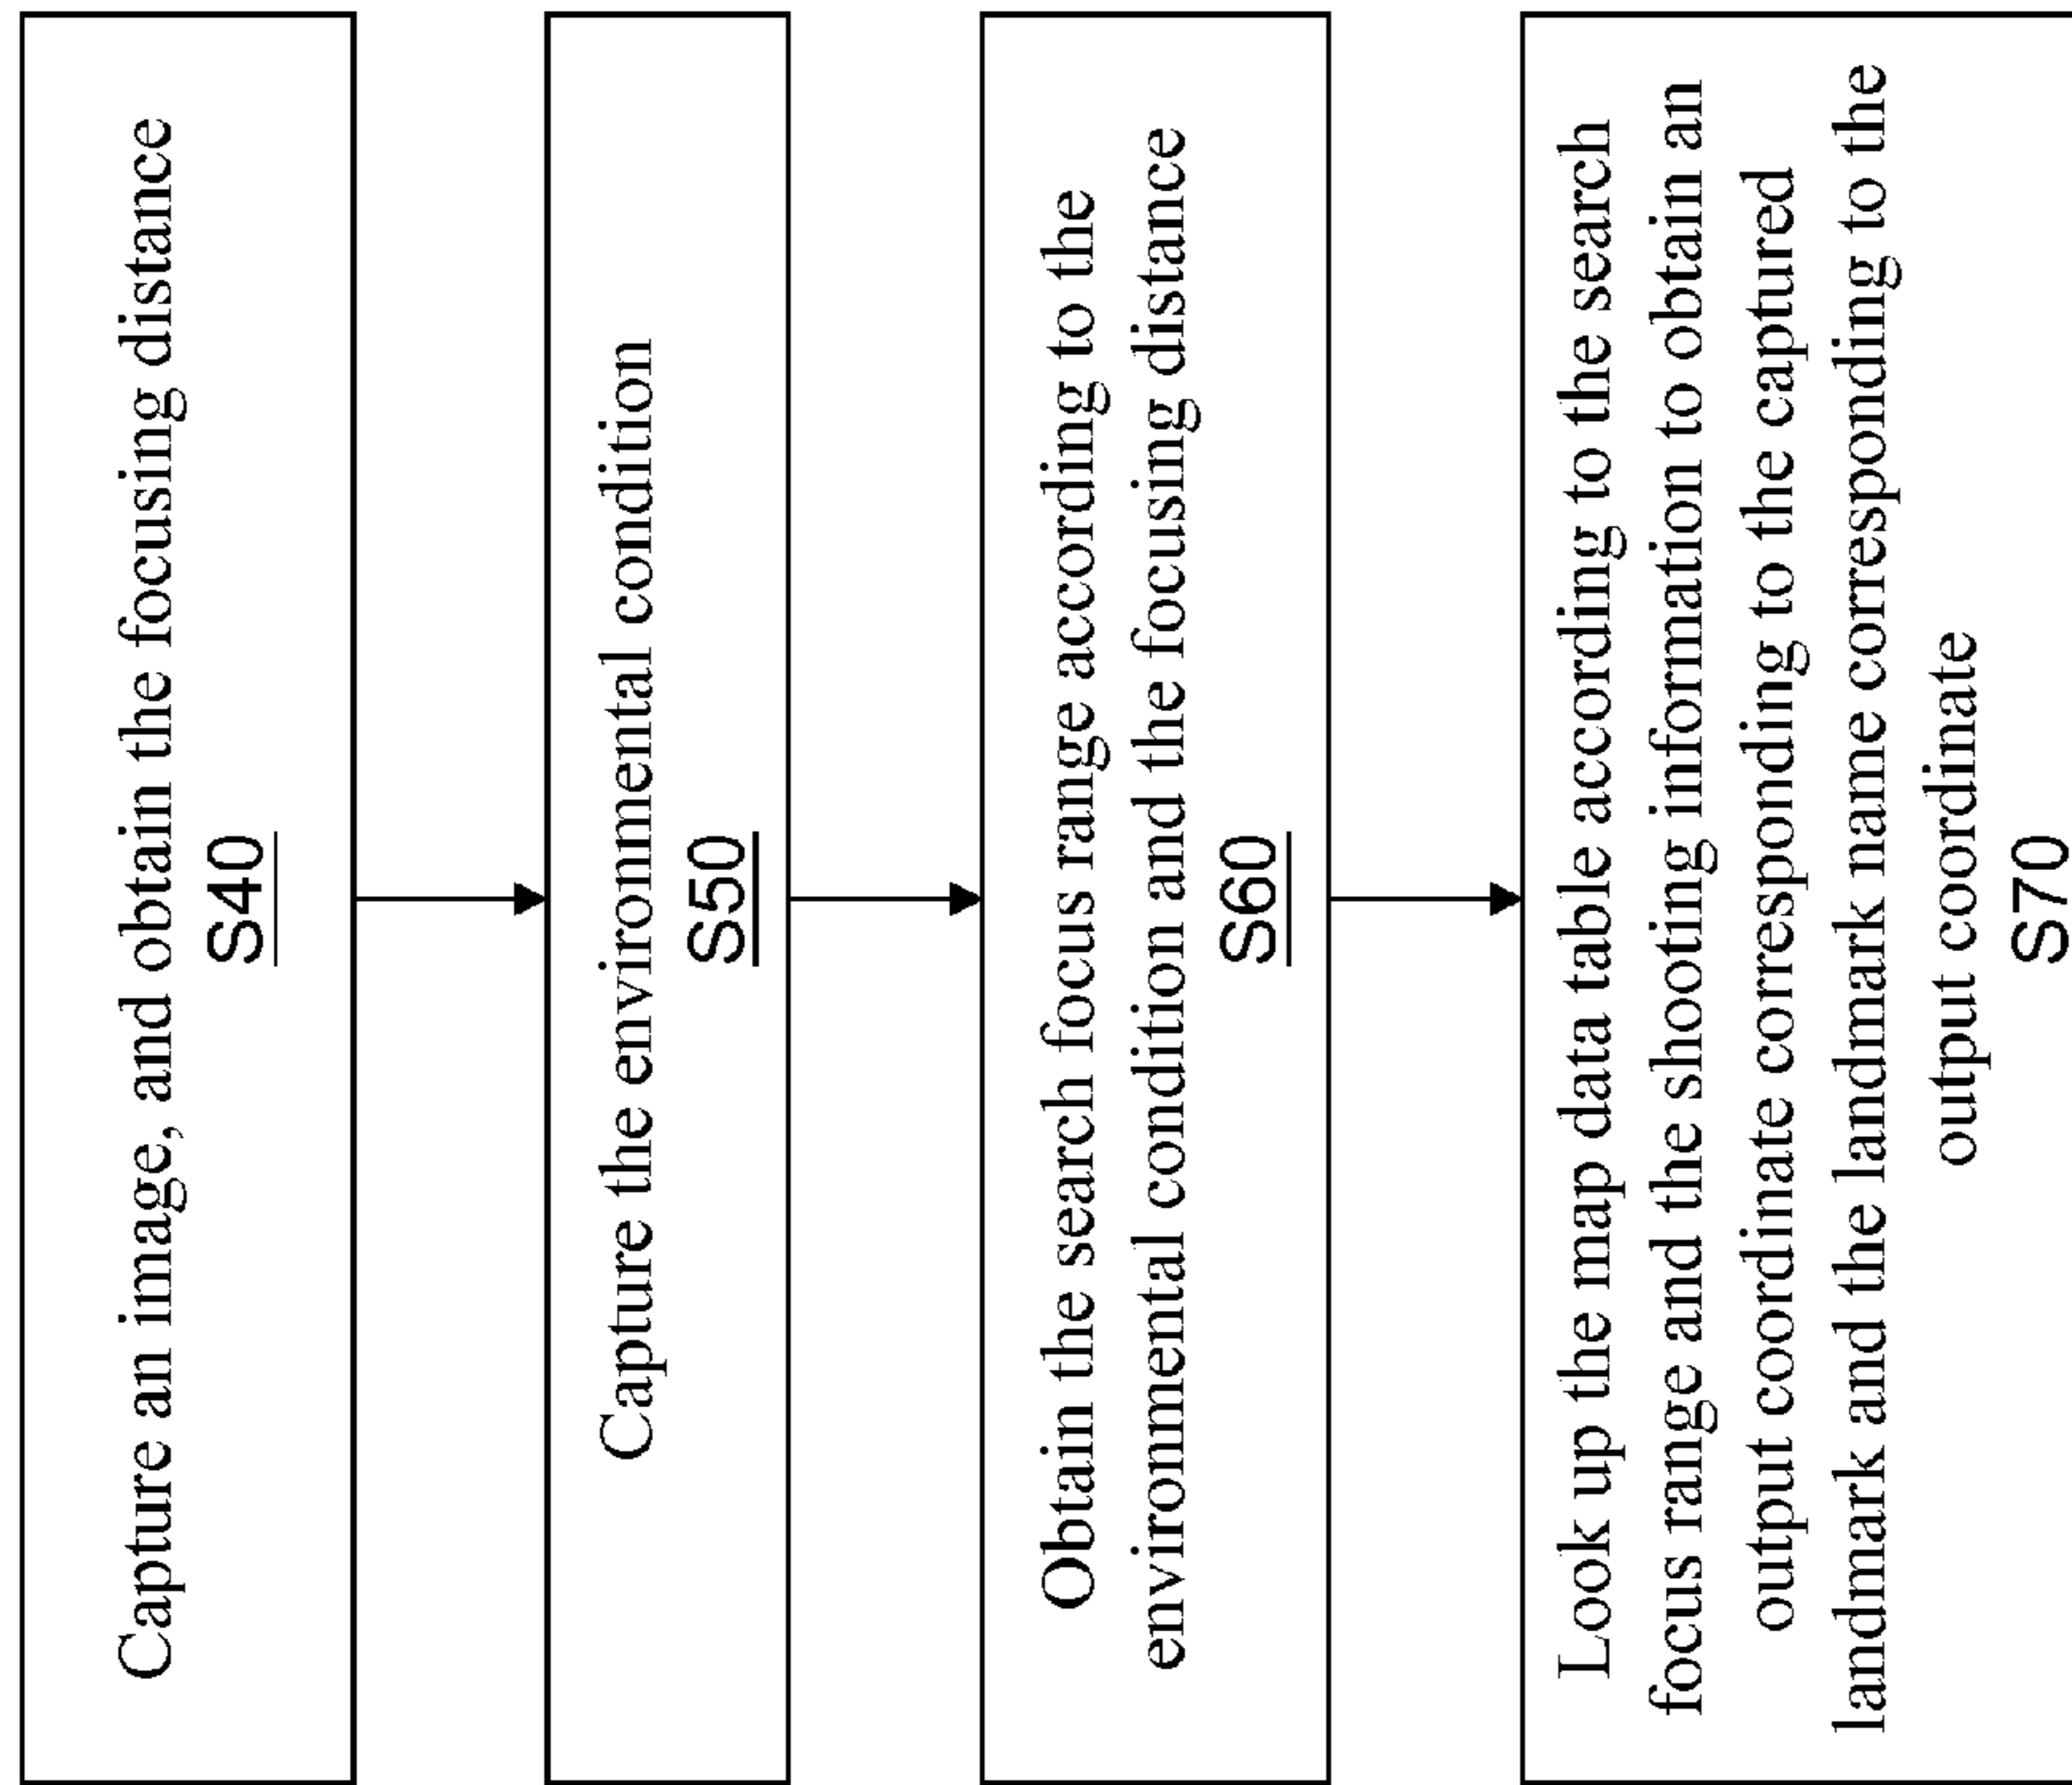 Capture an image, and obtain the focusing distance
S40
Capture the environmental condition
S50
Obtain the search focus range according to the
environmental condition and the focusing distance
S60
Look up the map data table according to the search
focus range and the shooting information to obtain an
output coordinate corresponding to the captured
landmark and the landmark name corresponding to the
output coordinate
S70